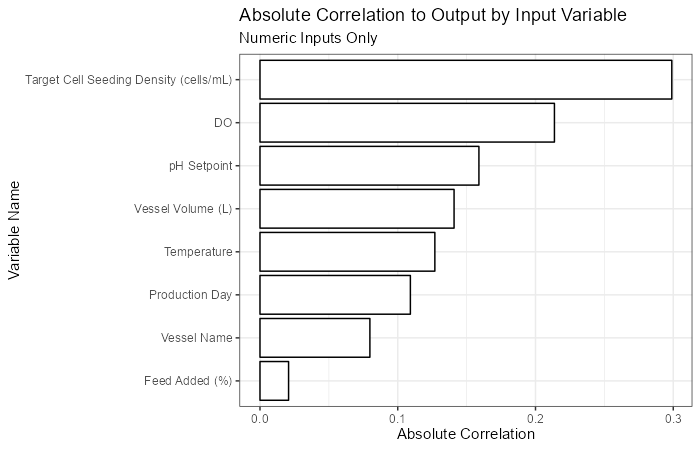 Absolute Correlation to Output by Input Variable
Numeric Inputs Only
Variable Name
Target Cell Seeding Density (cells/mL)
DO
pH Setpoint
Vessel Volume (L)
Temperature
Production Day
Vessel Name
Feed Added (%)
0.0 0.1 0.2 0.3
Absolute Correlation